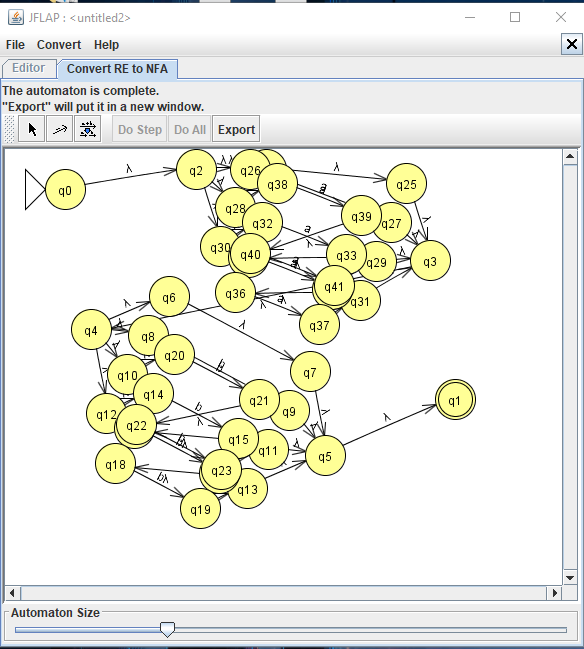 JFLAP : <untitled2>
File Convert Help
Editor Convert RE to NFA
The automaton is complete.
"Export" will put it in a new window.
Do Step Do All Export
q0 λ q2 λ q26 λ q25
q38 a
q28 q39 q27
q32 a
q30 q40 λ q33 q29 λ q3
q36 a λ q41 q31
q37
q6 λ
q4 q8 λ
q20 b
q10 q7
q14 q21 q9 q1
q12 q22 b λ
q15 q11 q5
q18 bλ q23 q13
q19
Automaton Size